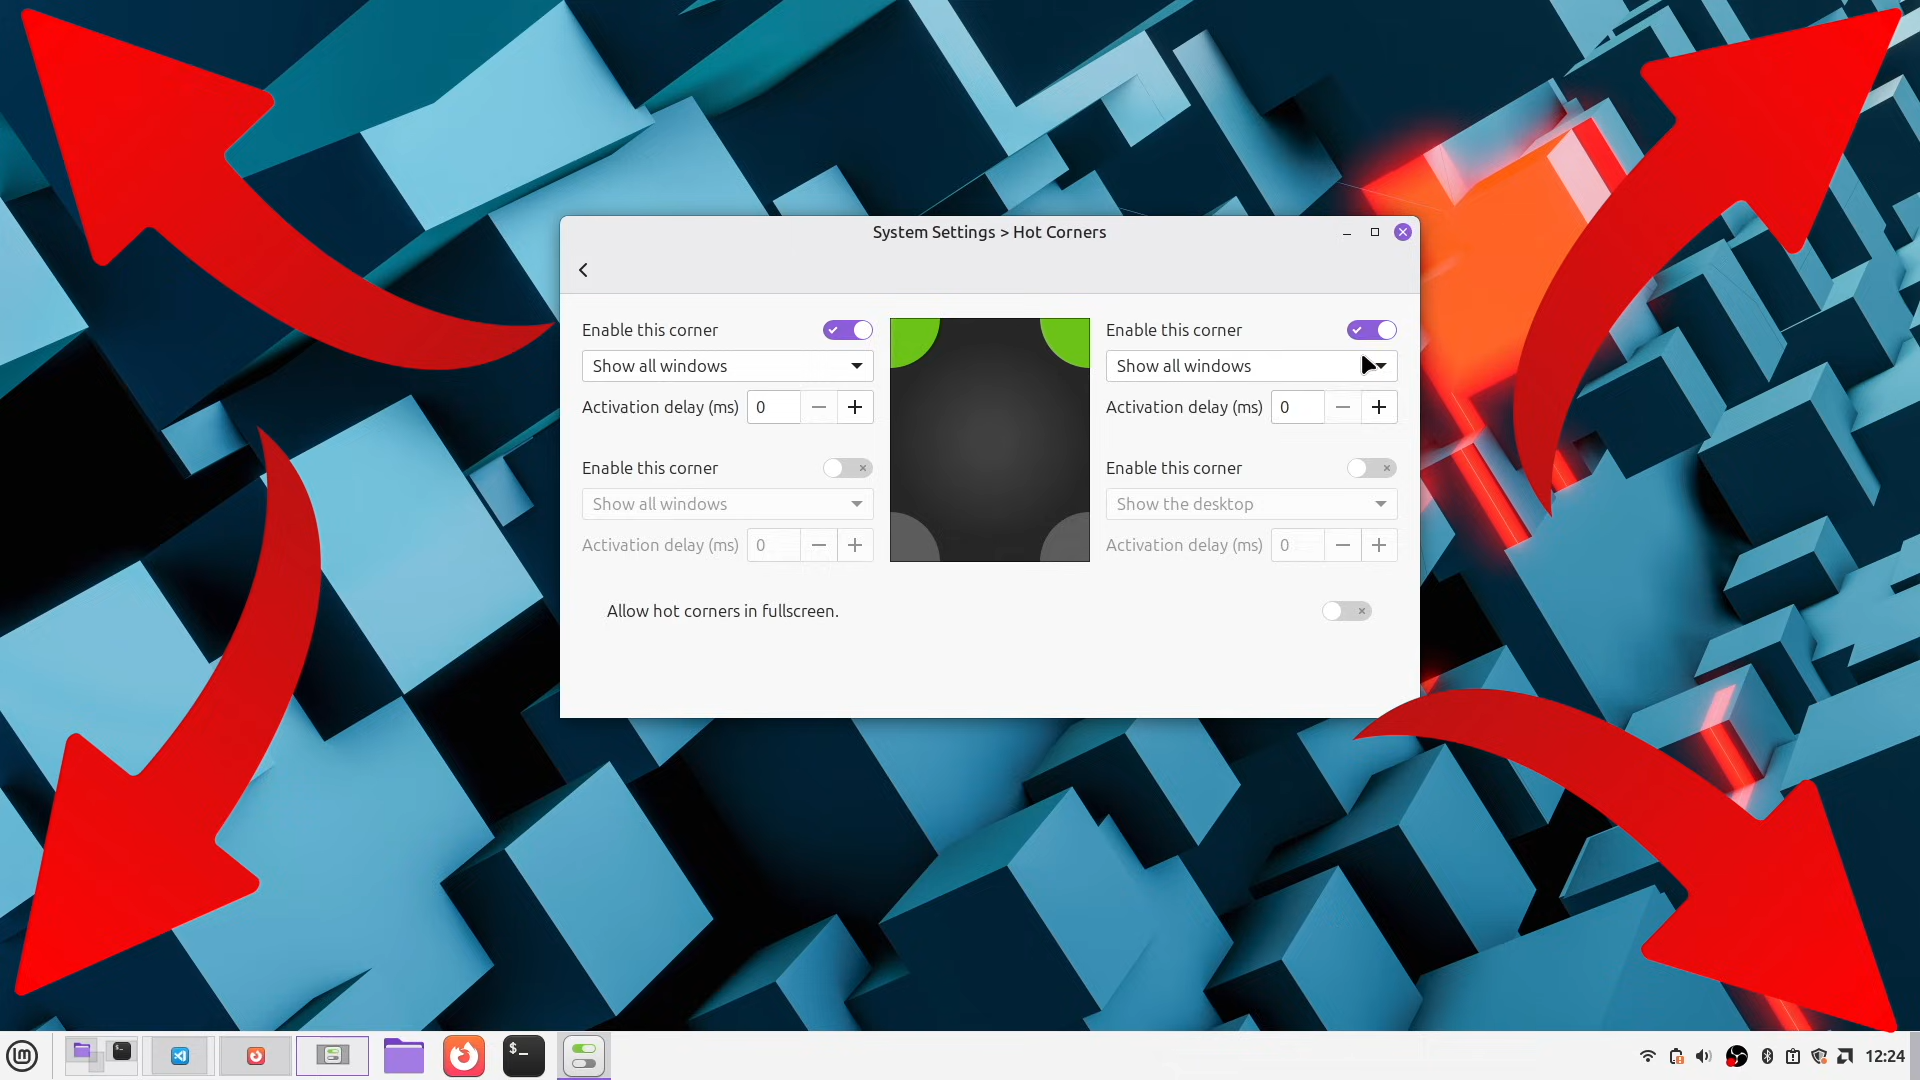 System Settings > Hot Corners
Enable this corner
Show all windows
Activation delay (ms) 0
Enable this corner
Show all windows
Activation delay (ms) 0
Enable this corner
Show all windows
Activation delay (ms) 0
Enable this corner
Show the desktop
Activation delay (ms) 0
Allow hot corners in fullscreen.
lm
$_
$_
12:24